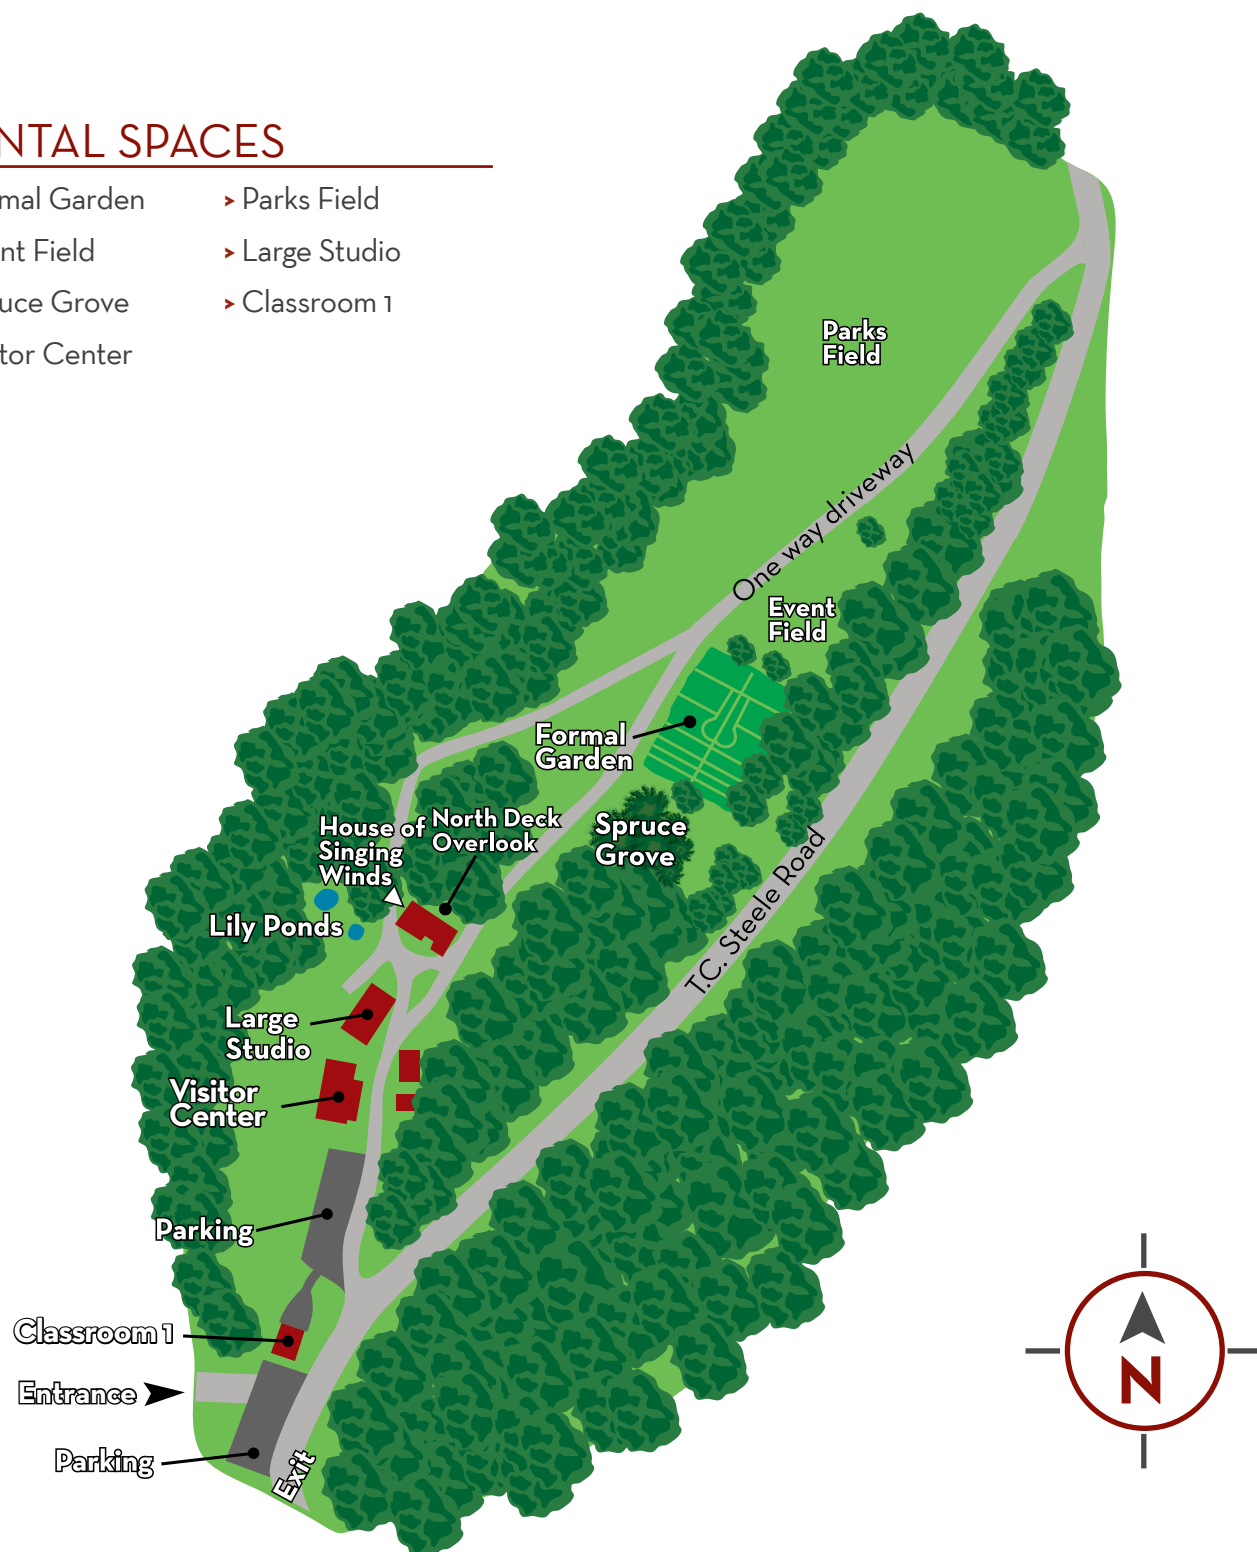 NTAL SPACES
mal Garden
nt Field
uce Grove
tor Center
> Parks Field
> Large Studio
> Classroom 1
Parks
Field
One way driveway
Event
Field
Formal
Garden
Spruce
Grove
North Deck
Overlook
House of
Singing
Winds
Lily Ponds
T.C. Steele Road
Large
Studio
Visitor
Center
Parking
Classroom 1
Entrance
Parking
Exit
N